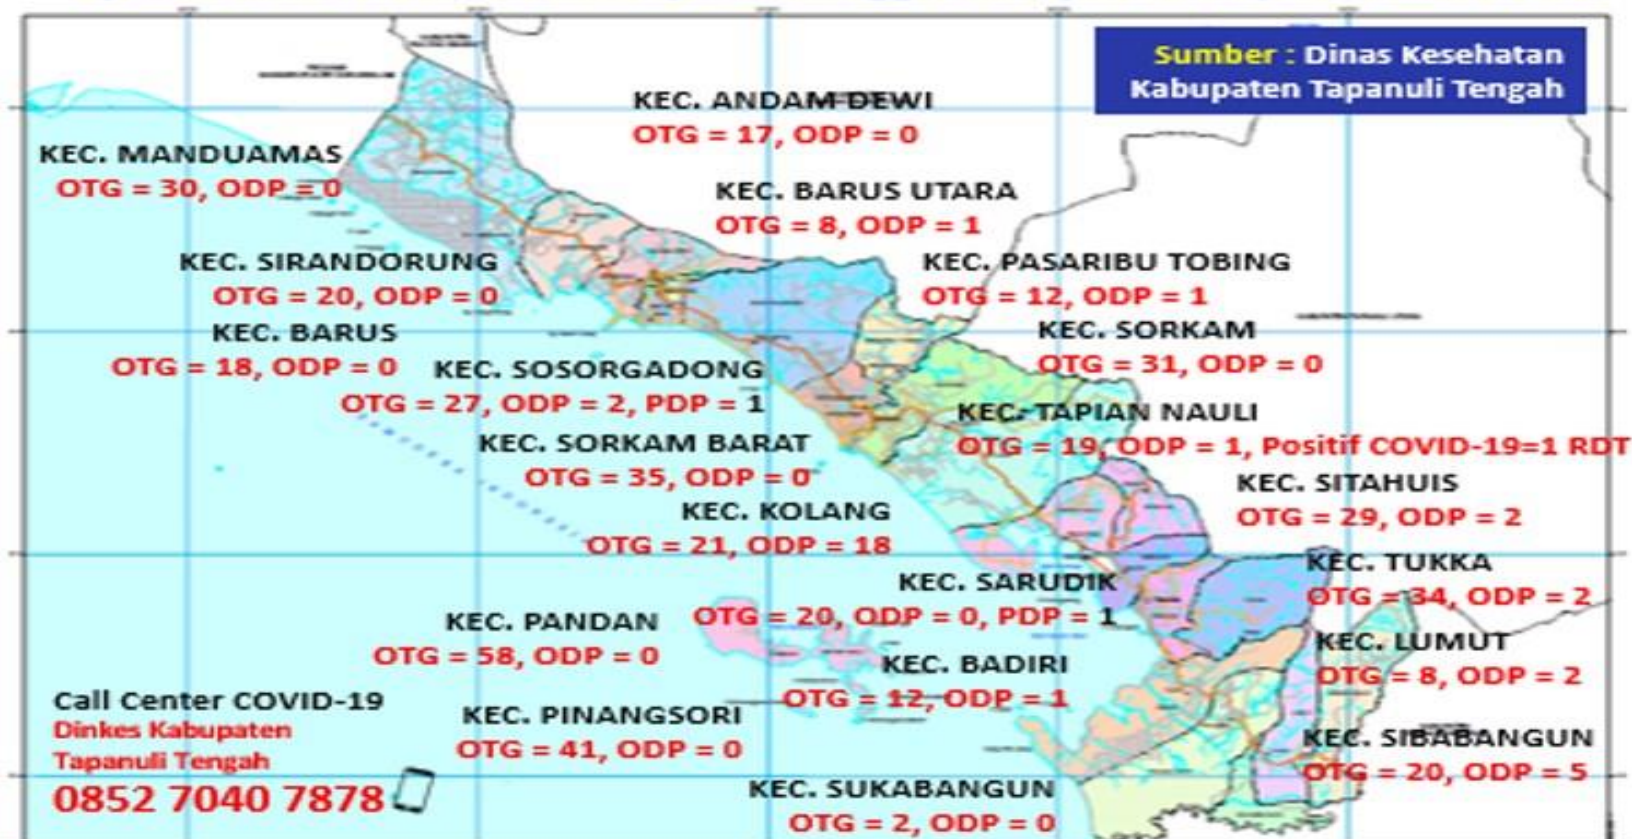 Sumber : Dinas Kesehatan
Kabupaten Tapanuli Tengah
KEC. ANDAM DEWI
OTG = 17, ODP = 0
KEC. MANDUAMAS
OTG = 30, ODP = 0
KEC. BARUS UTARA
OTG = 8, ODP = 1
KEC. SIRANDORUNG
OTG = 20, ODP = 0
KEC. PASARIBU TOBING
OTG = 12, ODP = 1
KEC. BARUS
OTG = 18, ODP = 0
KEC. SORKAM
OTG = 31, ODP = 0
KEC. SOSORGADONG
OTG = 27, ODP = 2, PDP = 1
KEC. TAPIAN NAULI
OTG = 19, ODP = 1, Positif COVID-19=1 RDT
KEC. SORKAM BARAT
OTG = 35, ODP = 0
KEC. SITAHUIS
OTG = 29, ODP = 2
KEC. KOLANG
OTG = 21, ODP = 18
KEC. TUKKA
OTG = 34, ODP = 2
KEC. SARUDIK
OTG = 20, ODP = 0, PDP = 1
KEC. PANDAN
OTG = 58, ODP = 0
KEC. LUMUT
OTG = 8, ODP = 2
KEC. BADIRI
OTG = 12, ODP = 1
KEC. PINANGSORI
OTG = 41, ODP = 0
KEC. SIBABANGUN
OTG = 20, ODP = 5
KEC. SUKABANGUN
OTG = 2, ODP = 0
Call Center COVID-19
Dinkes Kabupaten
Tapanuli Tengah
0852 7040 7878